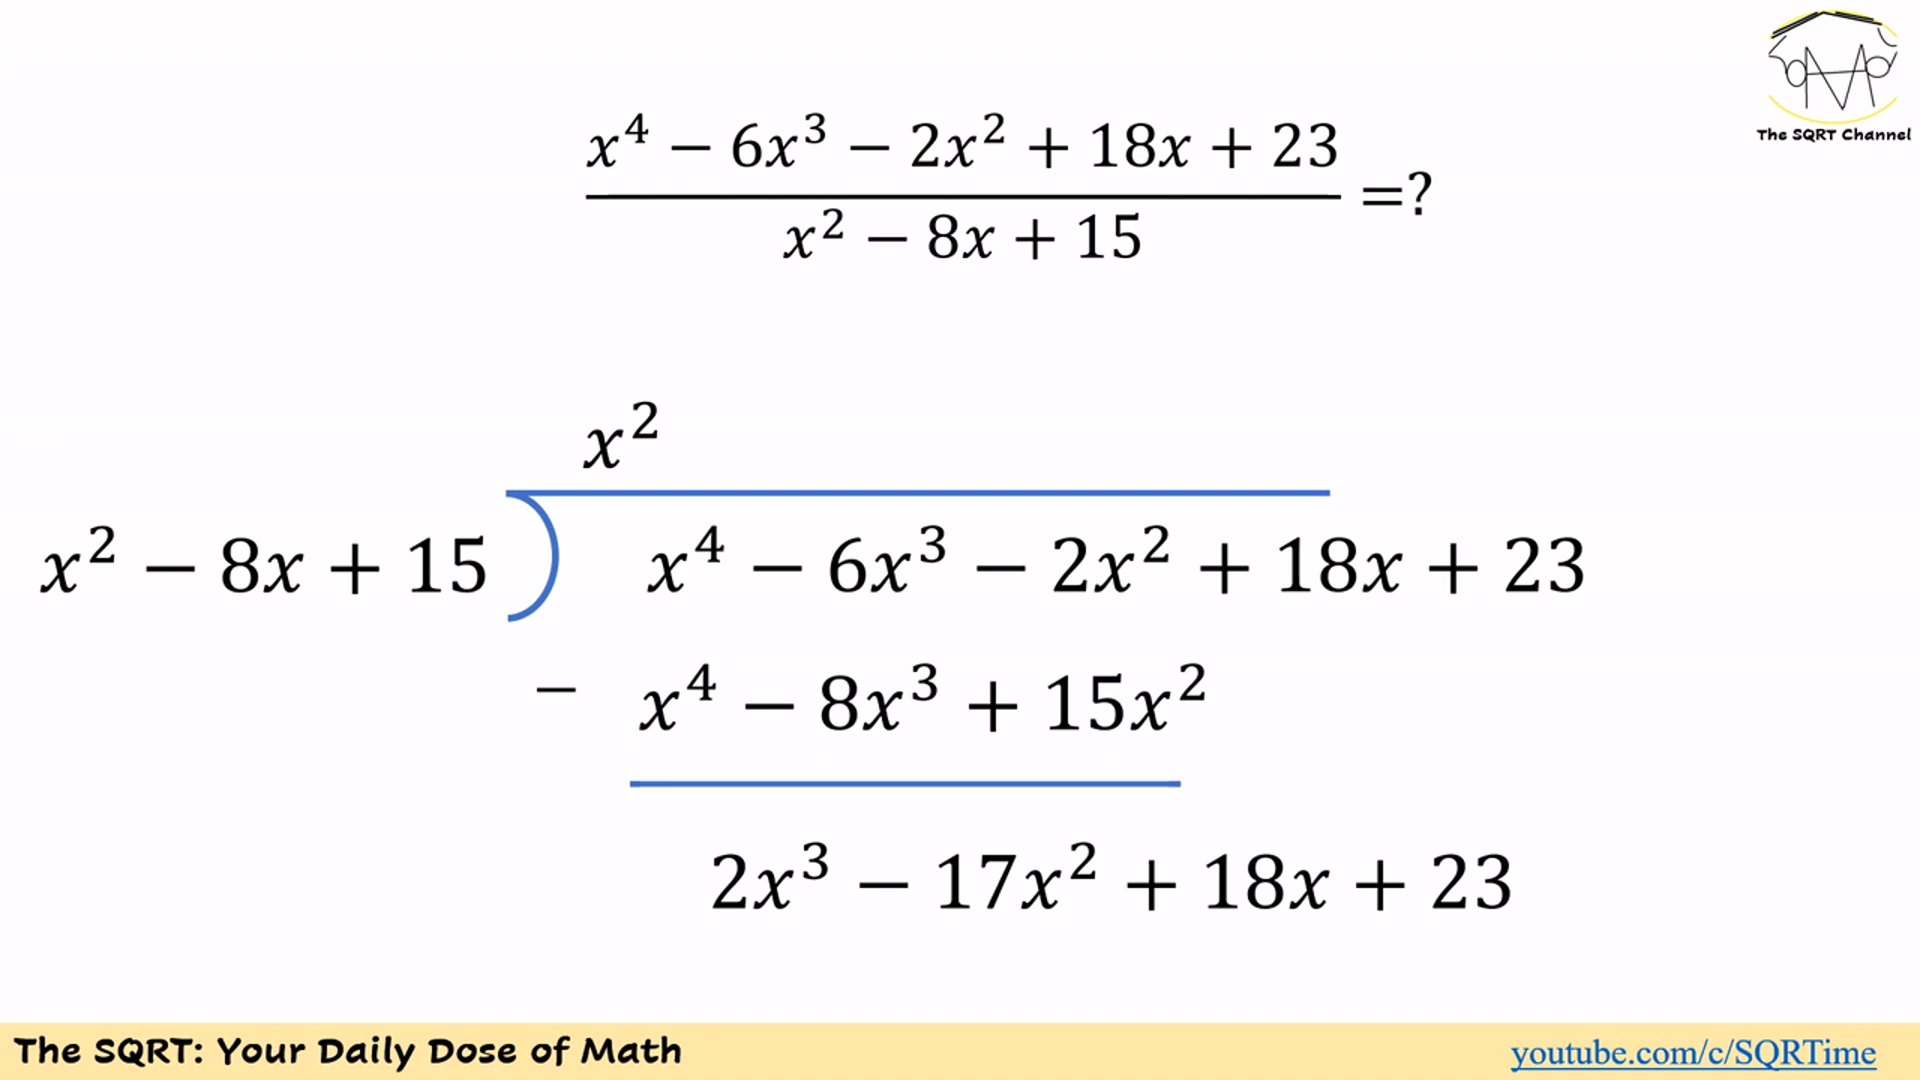 The SQRT Channel
x⁴ − 6x³ − 2x² + 18x + 23
=?
x² − 8x + 15
x²
x² − 8x + 15 x⁴ − 6x³ − 2x² + 18x + 23
− x⁴ − 8x³ + 15x²
2x³ − 17x² + 18x + 23
The SQRT: Your Daily Dose of Math
youtube.com/c/SQRTime